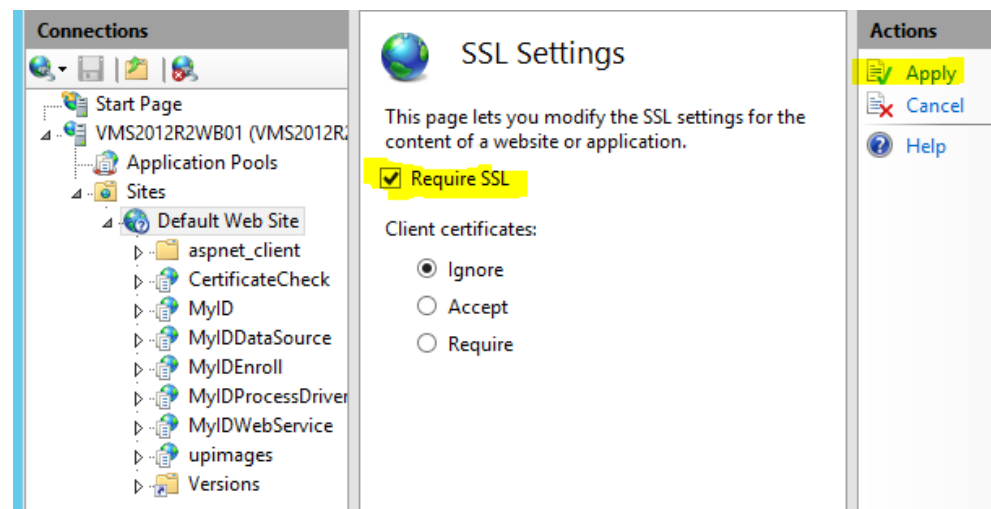 Connections
Start Page
VMS2012R2WB01 (VMS2012R2
Application Pools
Sites
Default Web Site
aspnet_client
CertificateCheck
MyID
MyIDDataSource
MyIDEnroll
MyIDProcessDriver
MyIDWebService
upimages
Versions
SSL Settings
This page lets you modify the SSL settings for the
content of a website or application.
Require SSL
Client certificates:
Ignore
Accept
Require
Actions
Apply
Cancel
Help